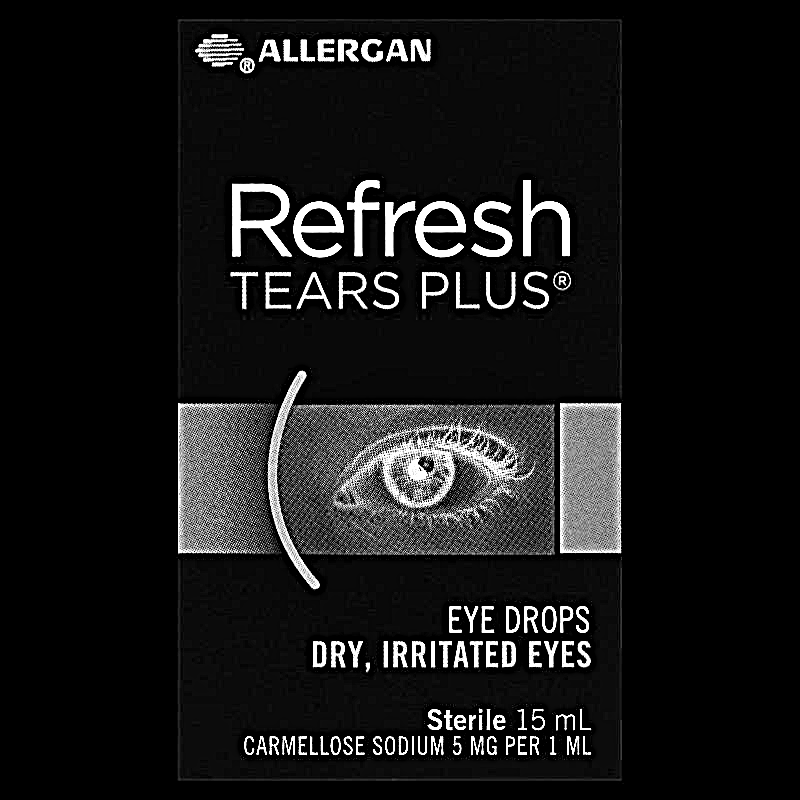 ® ALLERGAN
Refresh
TEARS PLUS®
EYE DROPS
DRY, IRRITATED EYES
Sterile 15 mL
CARMELLOSE SODIUM 5 MG PER 1 ML